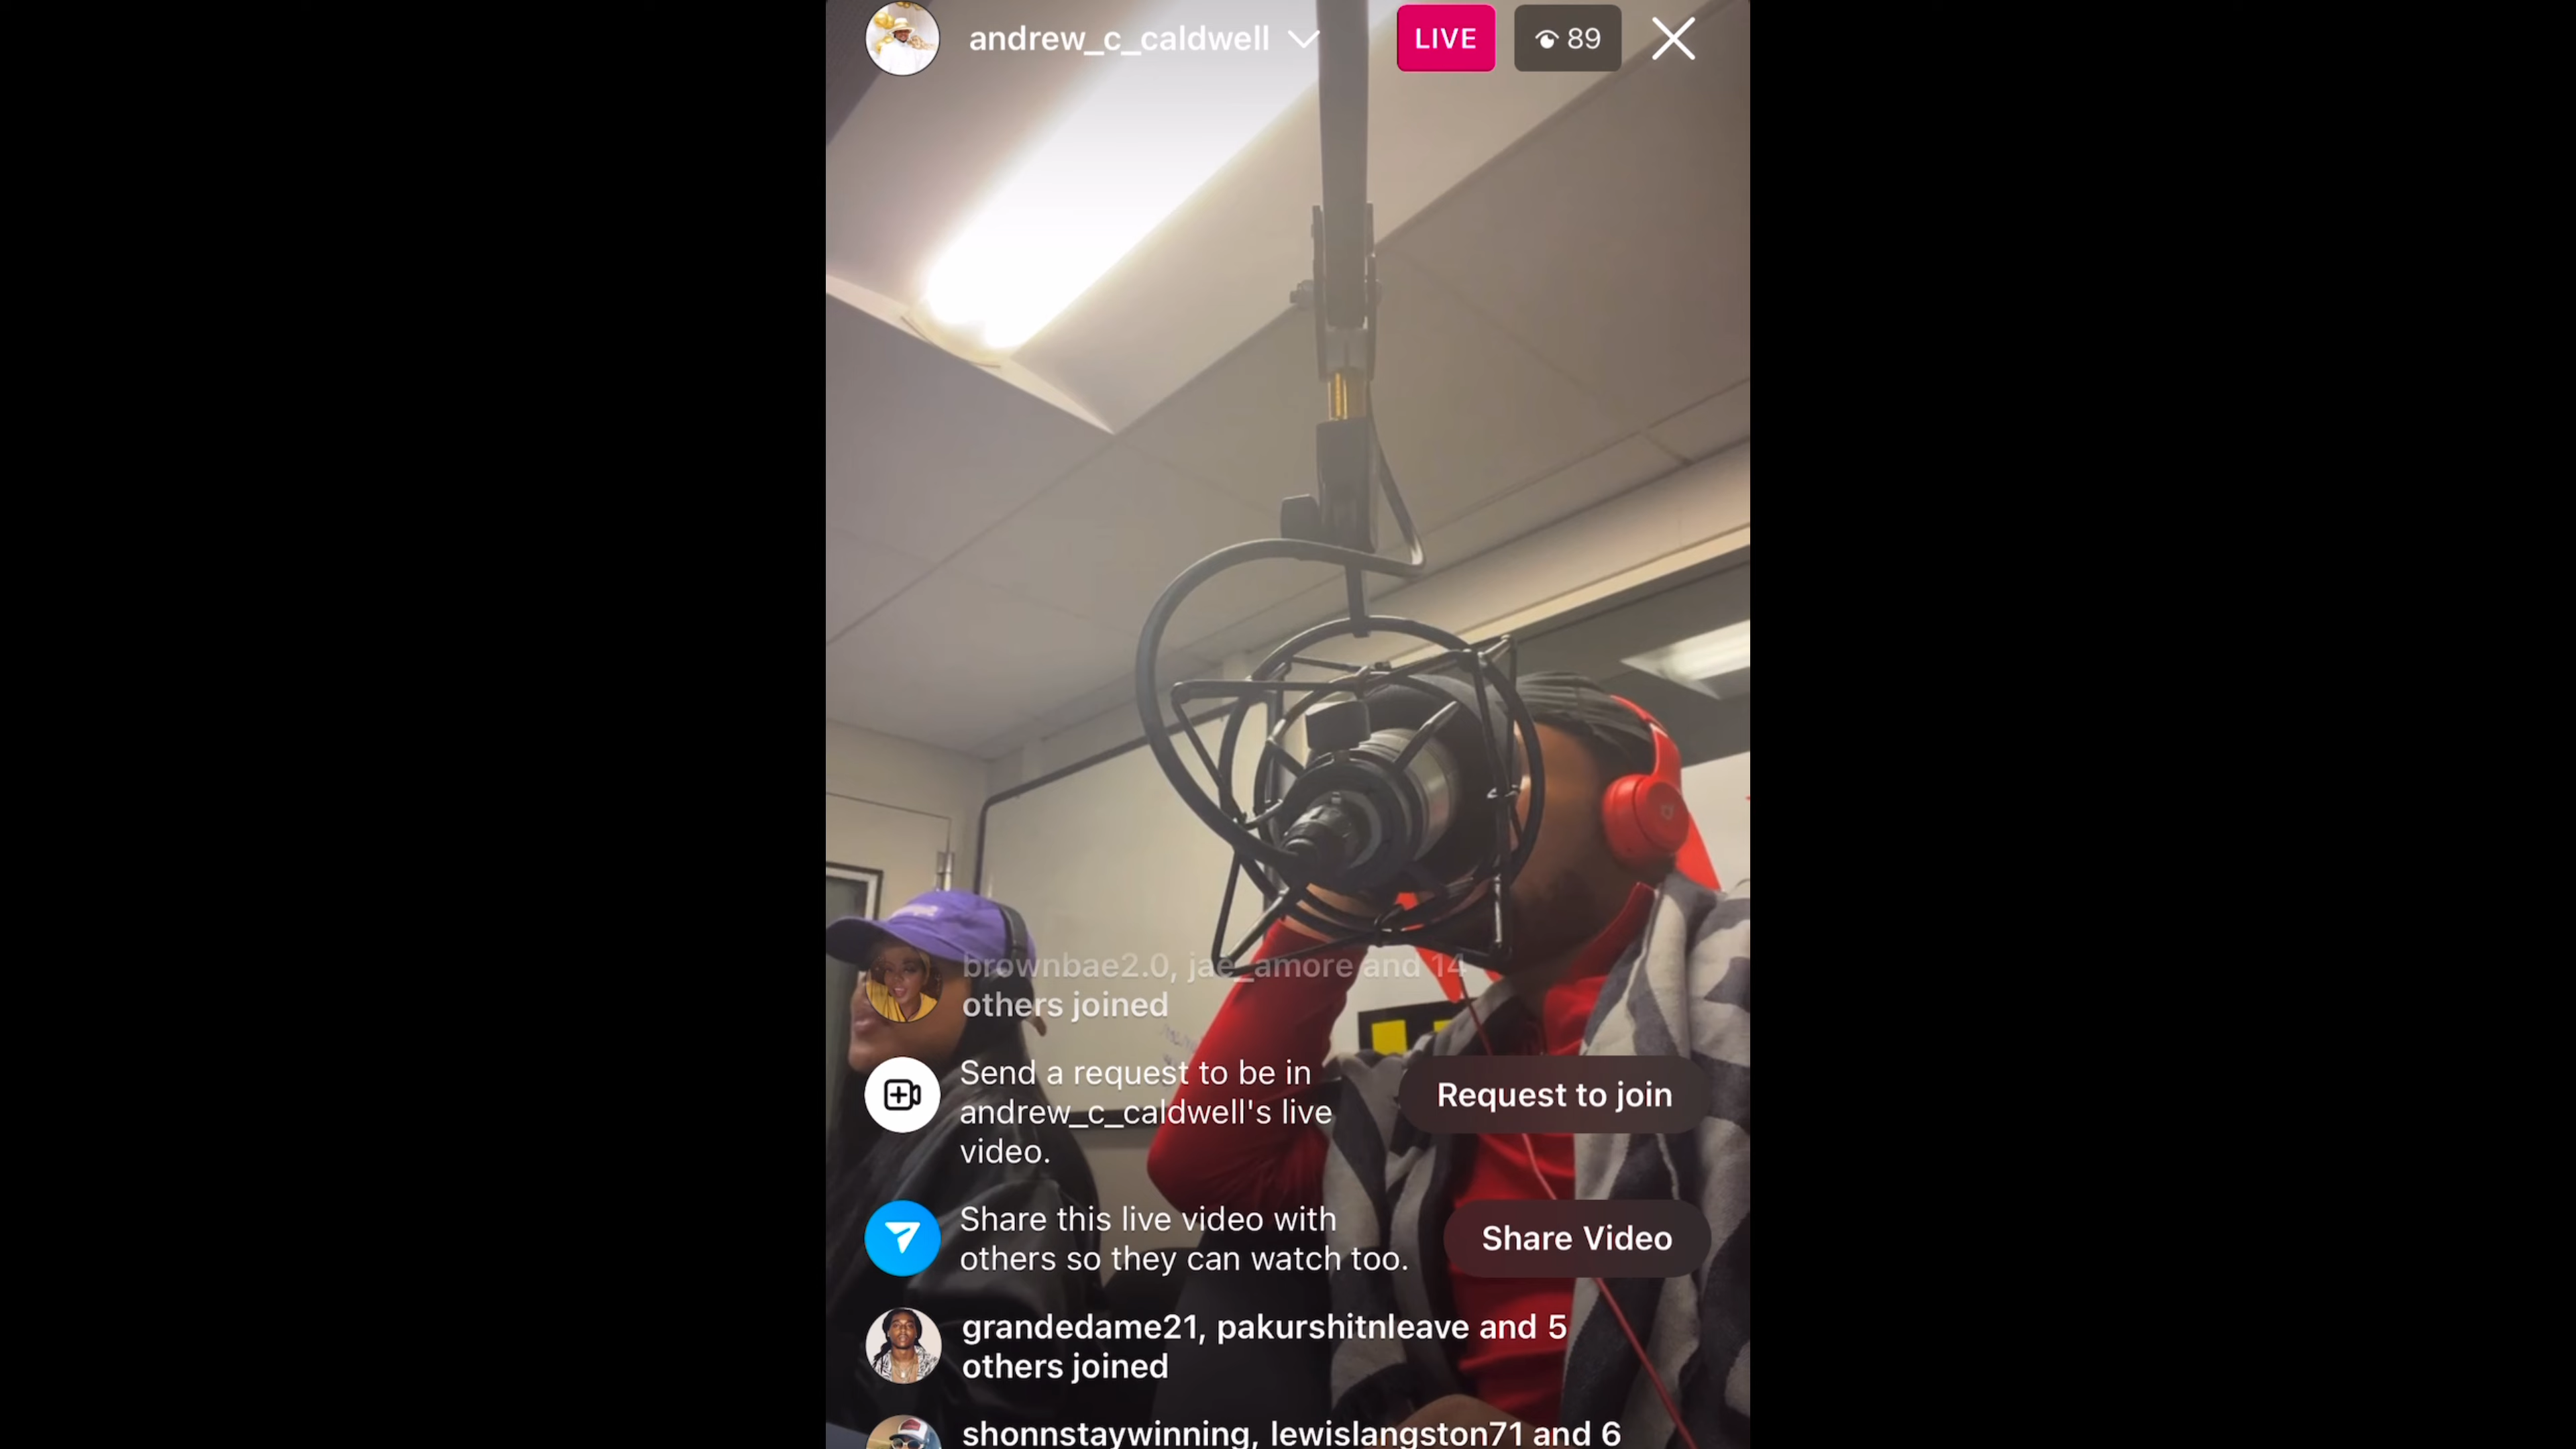 andrew_c_caldwell
LIVE
89
brownbae2.0, jae_amore and 14
others joined
Send a request to be in
andrew_c_caldwell's live
video.
Request to join
Share this live video with
others so they can watch too.
Share Video
grandedame21, pakurshitnleave and 5
others joined
shonnstaywinning, lewislangston71 and 6